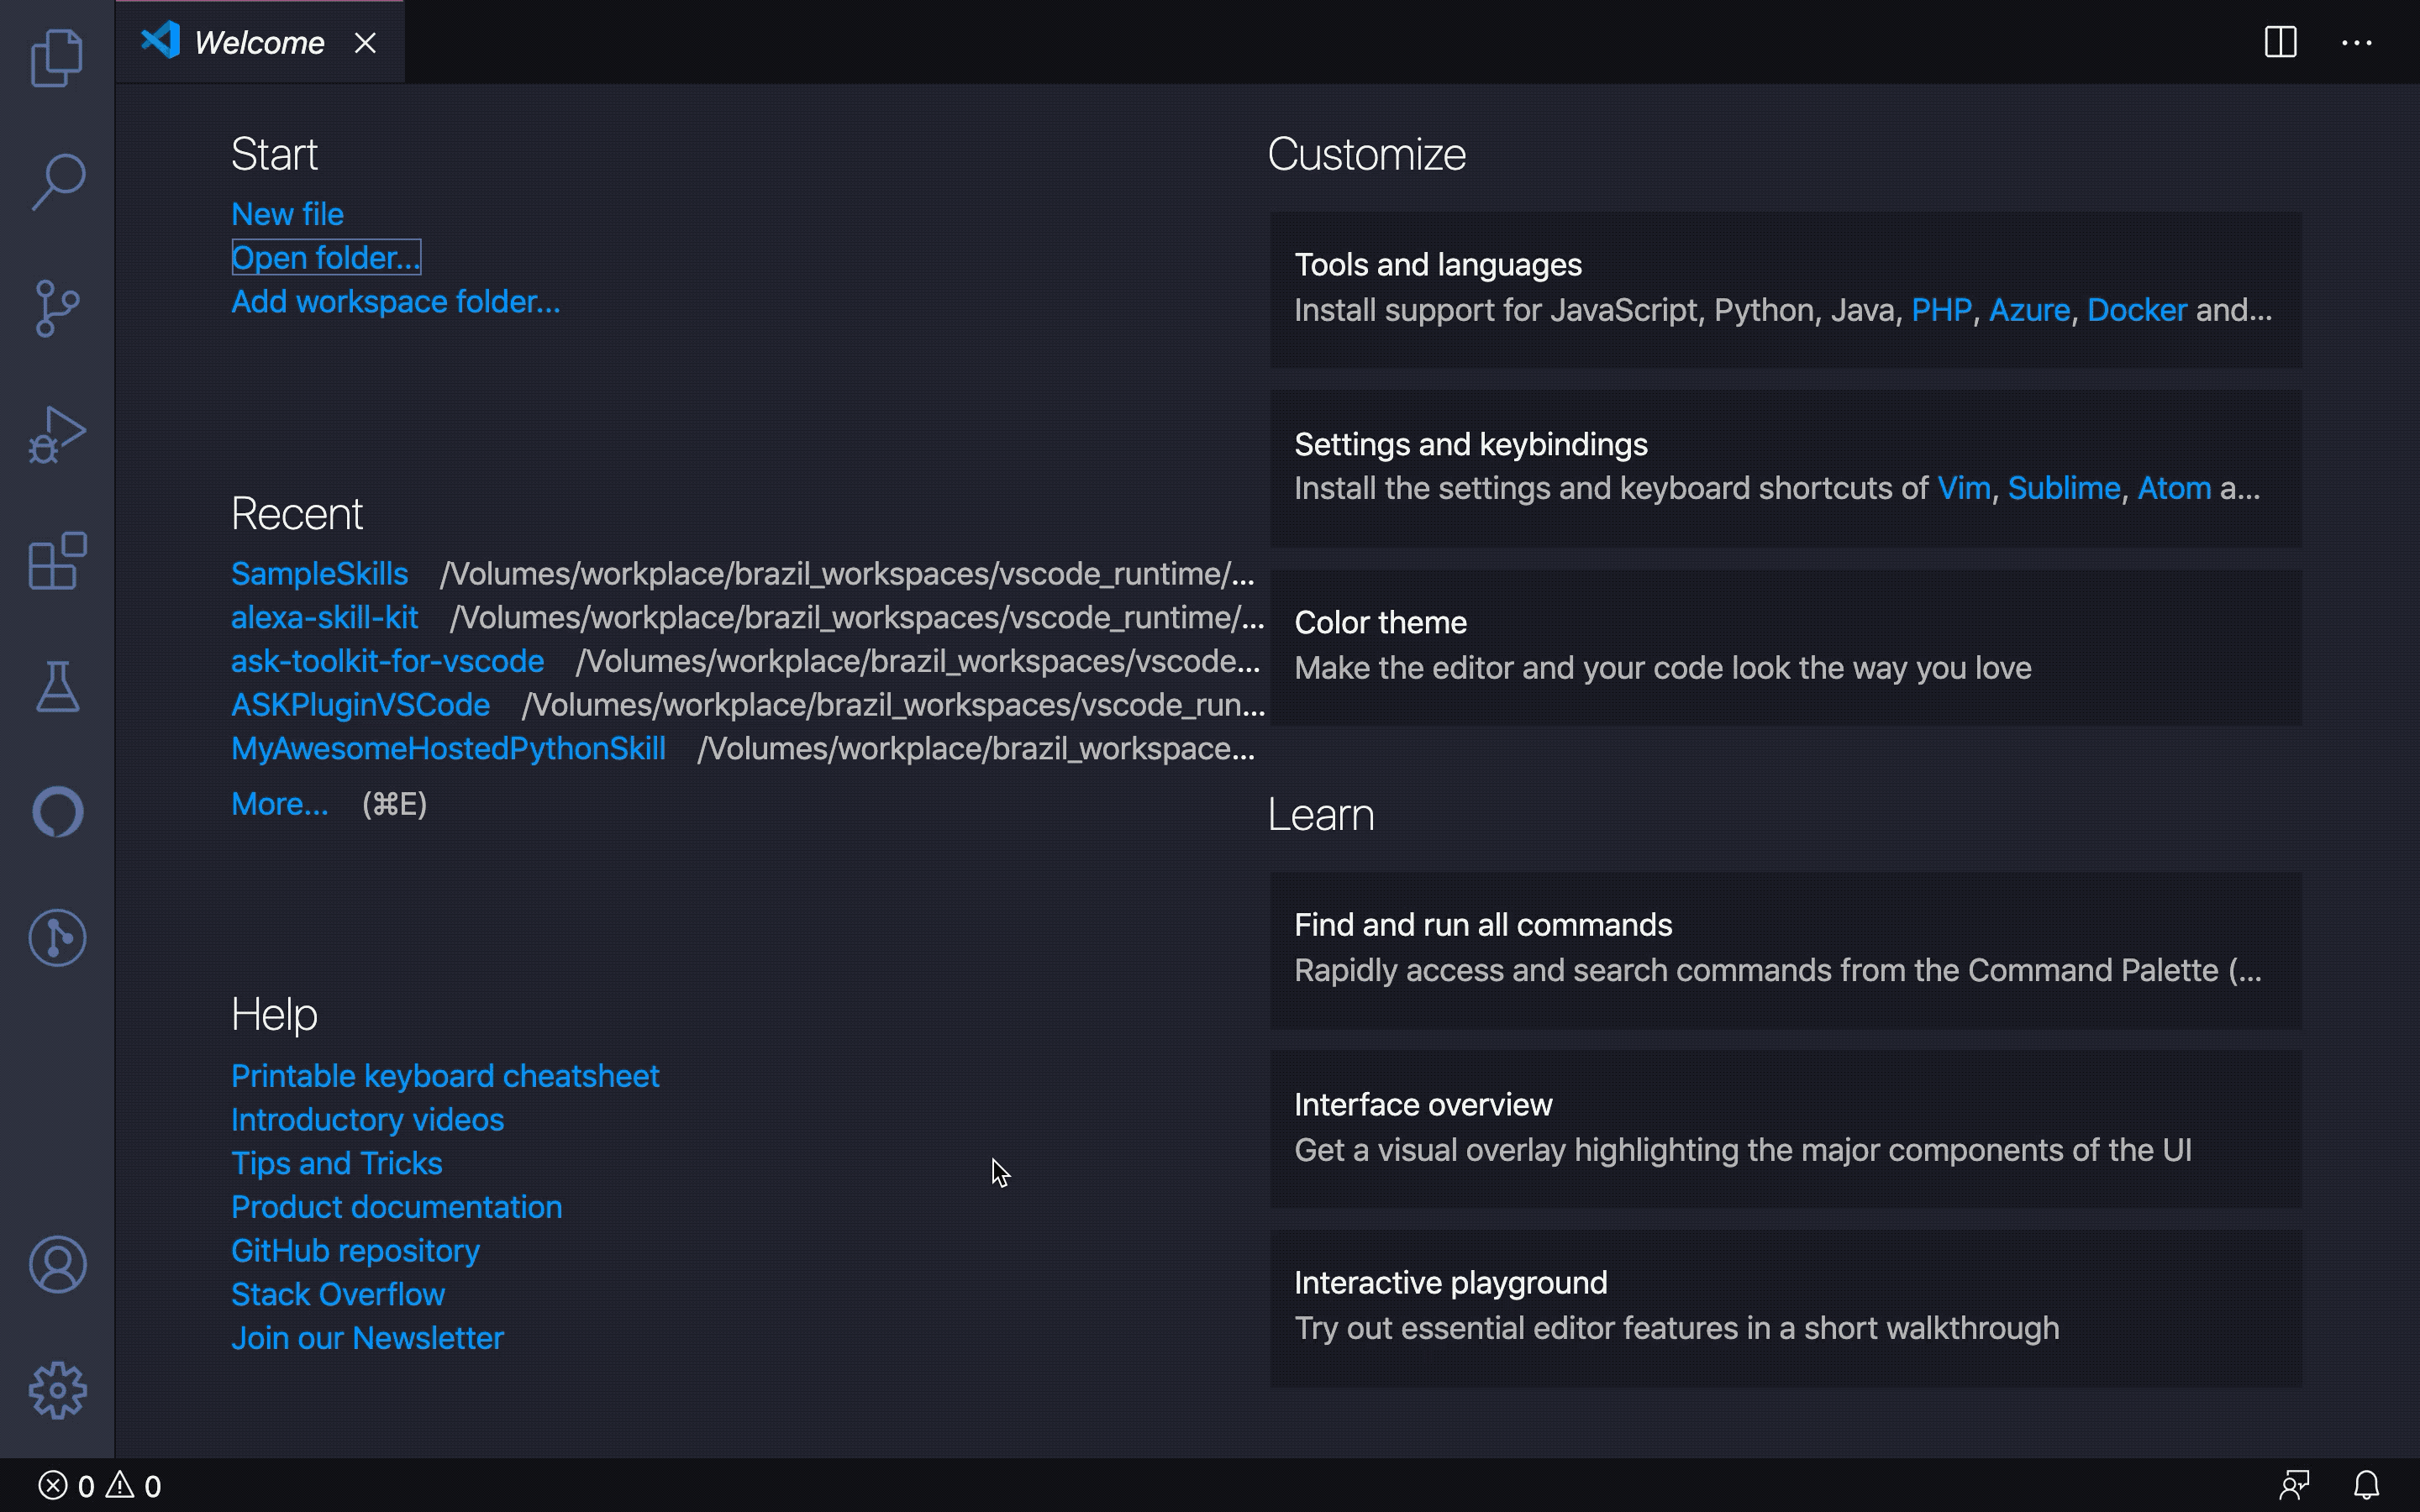 Welcome
Start
New file
Open folder...
Add workspace folder...
Recent
SampleSkills /Volumes/workplace/brazil_workspaces/vscode_runtime/...
alexa-skill-kit /Volumes/workplace/brazil_workspaces/vscode_runtime/...
ask-toolkit-for-vscode /Volumes/workplace/brazil_workspaces/vscode...
ASKPluginVSCode /Volumes/workplace/brazil_workspaces/vscode_run...
MyAwesomeHostedPythonSkill /Volumes/workplace/brazil_workspace...
More... (⌘E)
Help
Printable keyboard cheatsheet
Introductory videos
Tips and Tricks
Product documentation
GitHub repository
Stack Overflow
Join our Newsletter
Customize
Tools and languages
Install support for JavaScript, Python, Java, PHP, Azure, Docker and...
Settings and keybindings
Install the settings and keyboard shortcuts of Vim, Sublime, Atom a...
Color theme
Make the editor and your code look the way you love
Learn
Find and run all commands
Rapidly access and search commands from the Command Palette (...
Interface overview
Get a visual overlay highlighting the major components of the UI
Interactive playground
Try out essential editor features in a short walkthrough
0 0